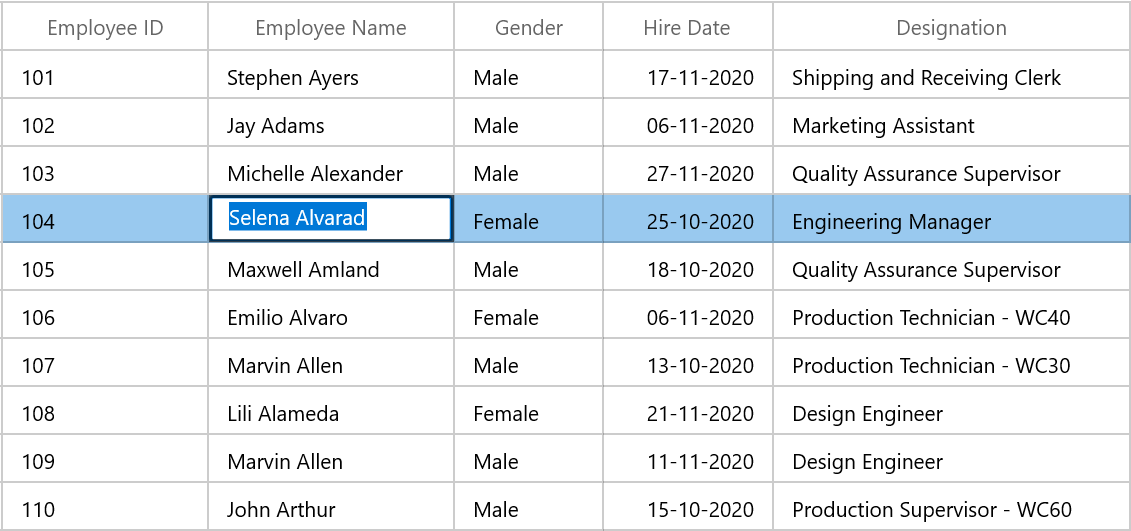 Employee ID Employee Name Gender Hire Date Designation
101 Stephen Ayers Male 17-11-2020 Shipping and Receiving Clerk
102 Jay Adams Male 06-11-2020 Marketing Assistant
103 Michelle Alexander Male 27-11-2020 Quality Assurance Supervisor
104 Selena Alvarad Female 25-10-2020 Engineering Manager
105 Maxwell Amland Male 18-10-2020 Quality Assurance Supervisor
106 Emilio Alvaro Female 06-11-2020 Production Technician - WC40
107 Marvin Allen Male 13-10-2020 Production Technician - WC30
108 Lili Alameda Female 21-11-2020 Design Engineer
109 Marvin Allen Male 11-11-2020 Design Engineer
110 John Arthur Male 15-10-2020 Production Supervisor - WC60